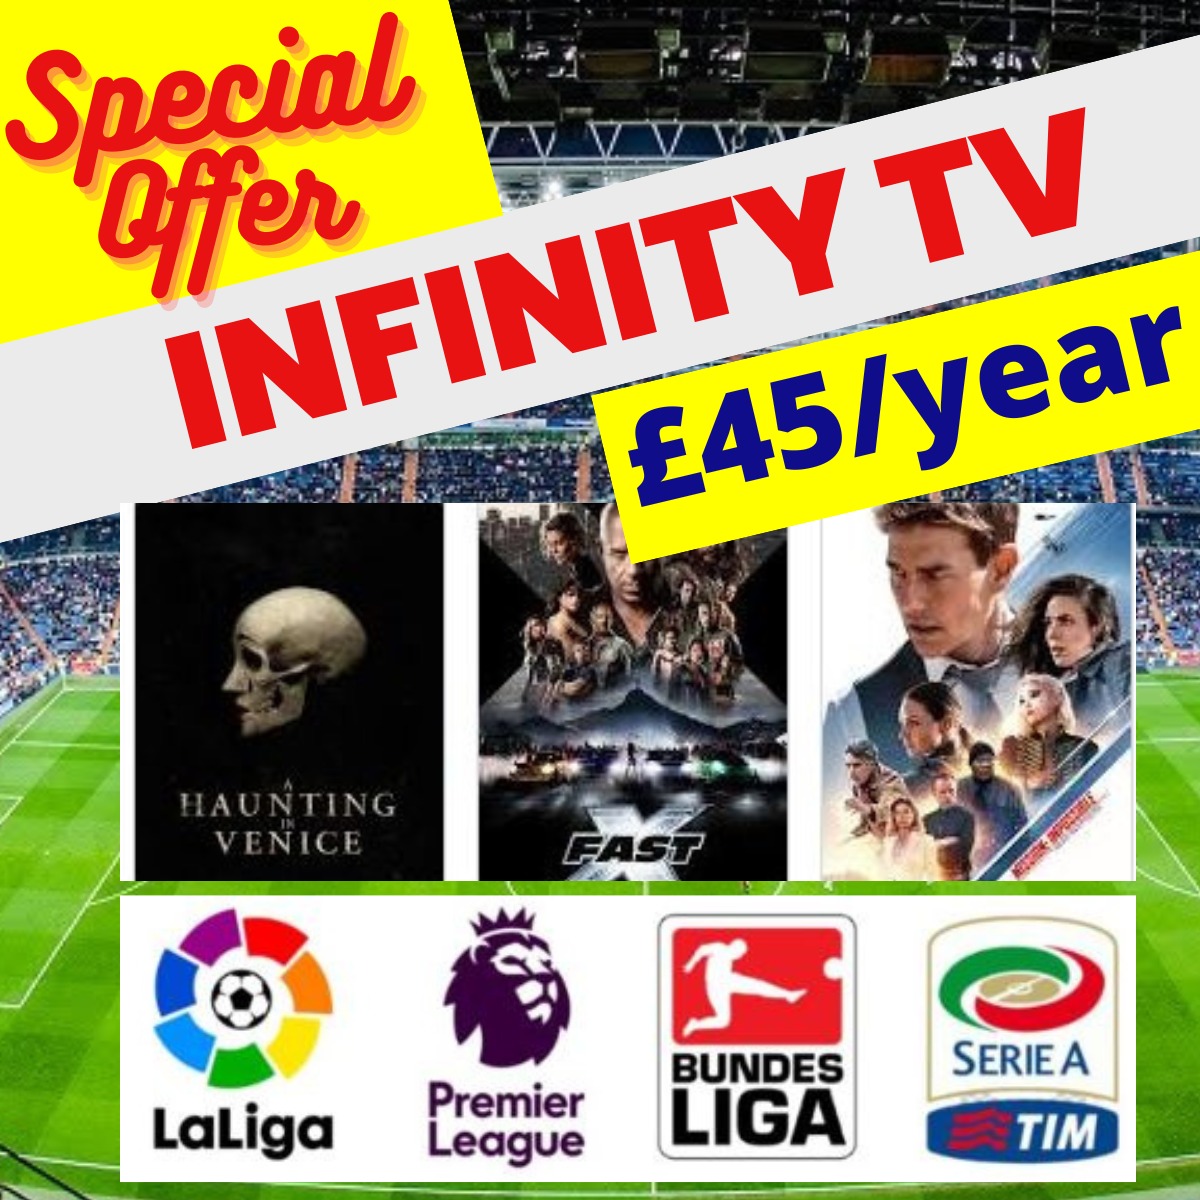 Special
Offer
INFINITY TV
£45/year
A
HAUNTING
IN
VENICE
FAST
X
LaLiga
Premier
League
BUNDES
LIGA
SERIE A
TIM